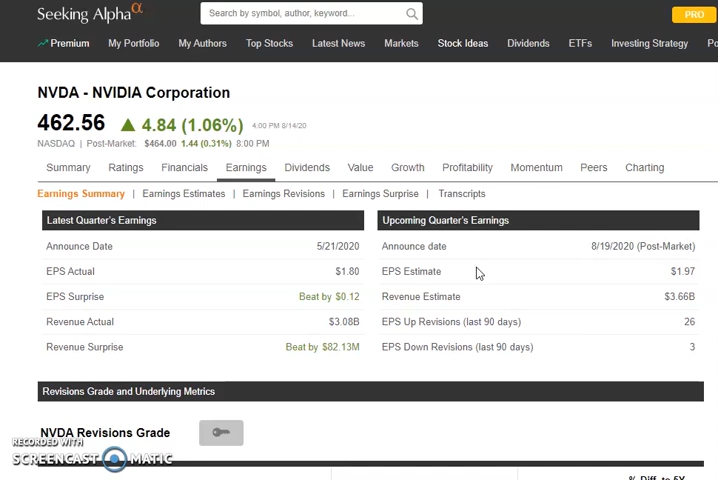 Seeking Alpha α
Search by symbol, author, keyword...
PRO
Premium My Portfolio My Authors Top Stocks Latest News Markets Stock Ideas Dividends ETFs Investing Strategy
NVDA - NVIDIA Corporation
462.56 ▲ 4.84 (1.06%) 4:00 PM 8/14/20
NASDAQ | Post-Market: $464.00 1.44 (0.31%) 8:00 PM
Summary Ratings Financials Earnings Dividends Value Growth Profitability Momentum Peers Charting
Earnings Summary | Earnings Estimates | Earnings Revisions | Earnings Surprise | Transcripts
Latest Quarter's Earnings
Announce Date 5/21/2020
EPS Actual $1.80
EPS Surprise Beat by $0.12
Revenue Actual $3.08B
Revenue Surprise Beat by $82.13M
Upcoming Quarter's Earnings
Announce date 8/19/2020 (Post-Market)
EPS Estimate $1.97
Revenue Estimate $3.66B
EPS Up Revisions (last 90 days) 26
EPS Down Revisions (last 90 days) 3
Revisions Grade and Underlying Metrics
NVDA Revisions Grade
RECORDED WITH
SCREENCAST MATIC
% Diff. to 5Y